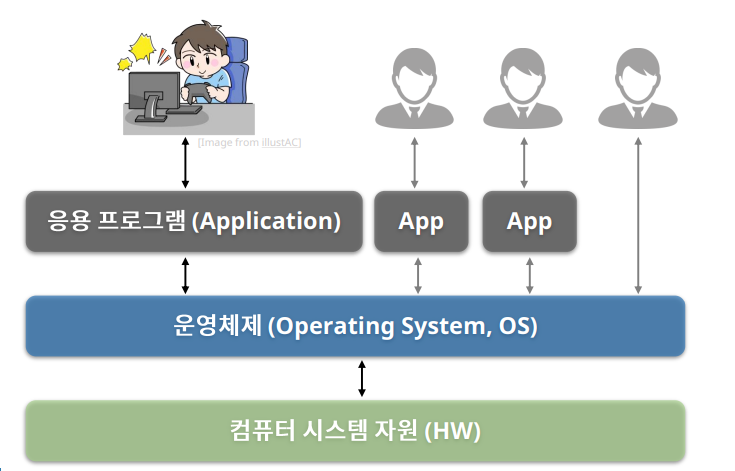 [Image from illustAC]
응용 프로그램 (Application)
App
App
운영체제 (Operating System, OS)
컴퓨터 시스템 자원 (HW)